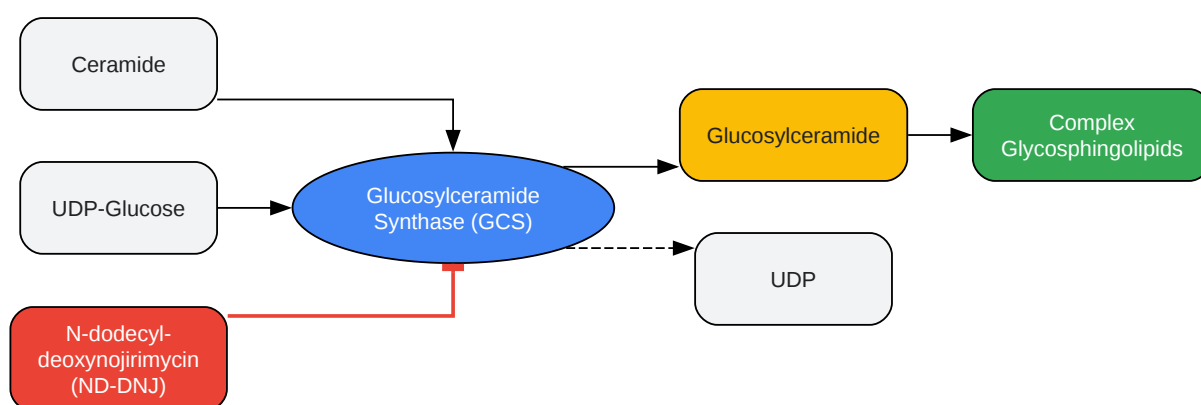 Ceramide
UDP-Glucose
N-dodecyl-
deoxynojirimycin
(ND-DNJ)
Glucosylceramide
Synthase (GCS)
Glucosylceramide
UDP
Complex
Glycosphingolipids